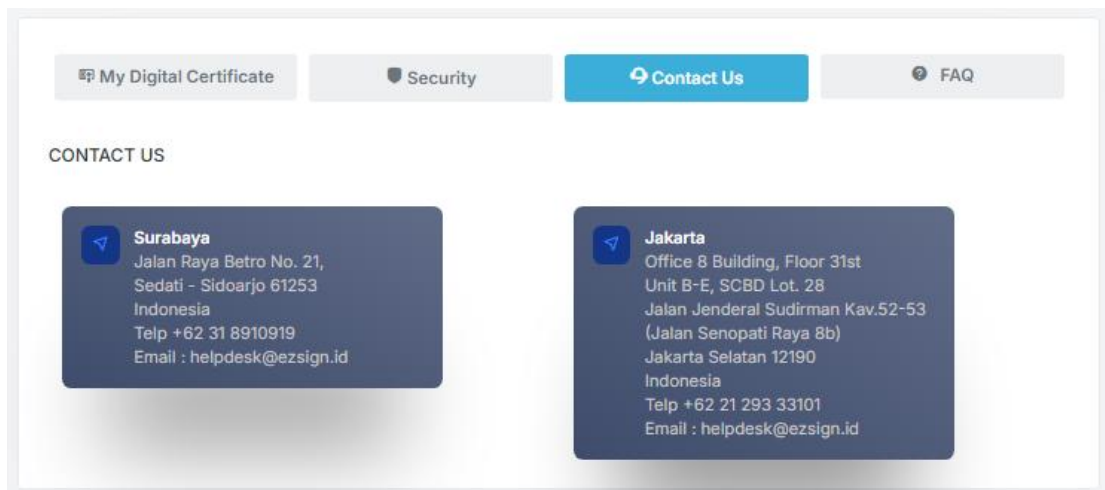 My Digital Certificate
Security
Contact Us
FAQ
CONTACT US
Surabaya
Jalan Raya Betro No. 21,
Sedati - Sidoarjo 61253
Indonesia
Telp +62 31 8910919
Email : helpdesk@ezsign.id
Jakarta
Office 8 Building, Floor 31st
Unit B-E, SCBD Lot. 28
Jalan Jenderal Sudirman Kav.52-53
(Jalan Senopati Raya 8b)
Jakarta Selatan 12190
Indonesia
Telp +62 21 293 33101
Email : helpdesk@ezsign.id